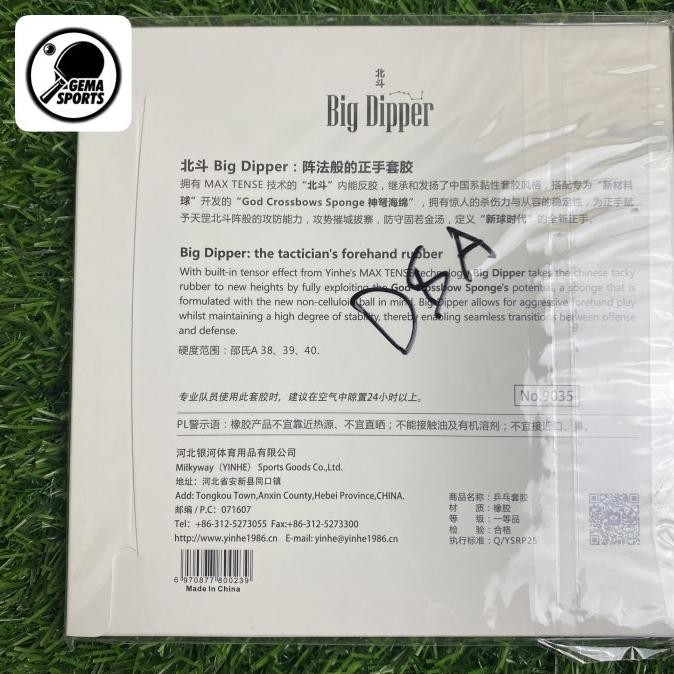 GEMA
SPORTS
北斗
Big Dipper
北斗 Big Dipper：阵法般的正手套胶
拥有 MAX TENSE 技术的 “北斗” 内能反胶，继承和发扬了中国系黏性套胶风格，搭配专为 “新材料
球” 开发的 “God Crossbows Sponge 神弩海绵”，拥有惊人的杀伤力与从容的稳定性，为正手赋
予天罡北斗阵般的攻防能力，攻势摧城拔寨，防守固若金汤，定义 “新球时代” 的全新正手。
Big Dipper: the tactician's forehand rubber
With built-in tensor effect from Yinhe's MAX TENSE technology, Big Dipper takes the chinese tacky
rubber to new heights by fully exploiting the God Crossbow Sponge's potential, a sponge that is
formulated with the new non-celluloid ball in mind. Big Dipper allows for aggressive forehand play
whilst maintaining a high degree of stability, thereby enabling seamless transitions between offense
and defense.
DSA
硬度范围：邵氏A 38、39、40.
专业队员使用此套胶时，建议在空气中晾置24小时以上。
No.9035
PL警示语：橡胶产品不宜靠近热源、不宜直晒；不能接触油及有机溶剂；不宜接近口、鼻。
河北银河体育用品有限公司
Milkyway (YINHE) Sports Goods Co.,Ltd.
地址：河北省安新县同口镇
Add: Tongkou Town,Anxin County,Hebei Province,CHINA.
邮编 / P.C：071607
Tel：+86-312-5273055 Fax:+86-312-5273300
http://www.yinhe1986.cn E-mail: yinhe@yinhe1986.cn
商品名称：乒乓套胶
材 质：橡胶
等 级：一等品
检 验：合格
执行标准：Q/YSRP25
6 970877 800239
Made In China